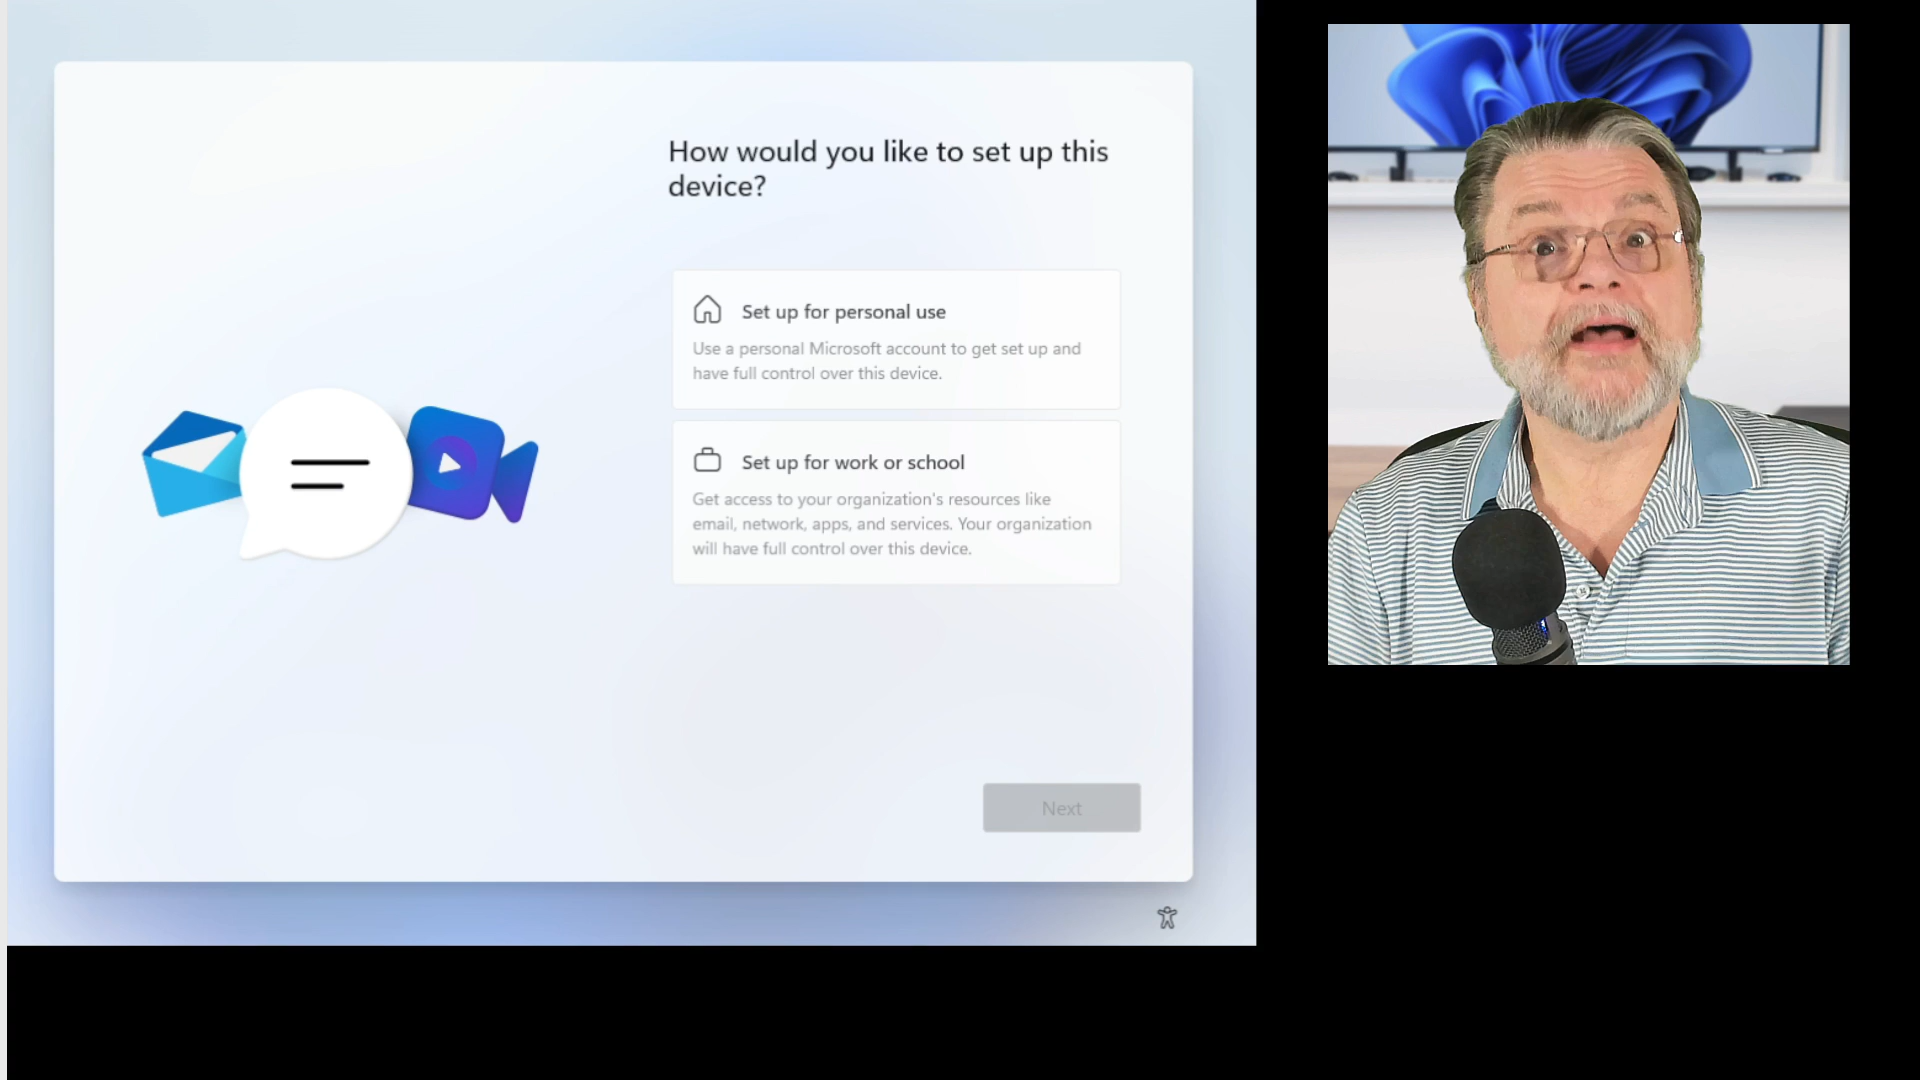 How would you like to set up this
device?
Set up for personal use
Use a personal Microsoft account to get set up and
have full control over this device.
Set up for work or school
Get access to your organization's resources like
email, network, apps, and services. Your organization
will have full control over this device.
Next